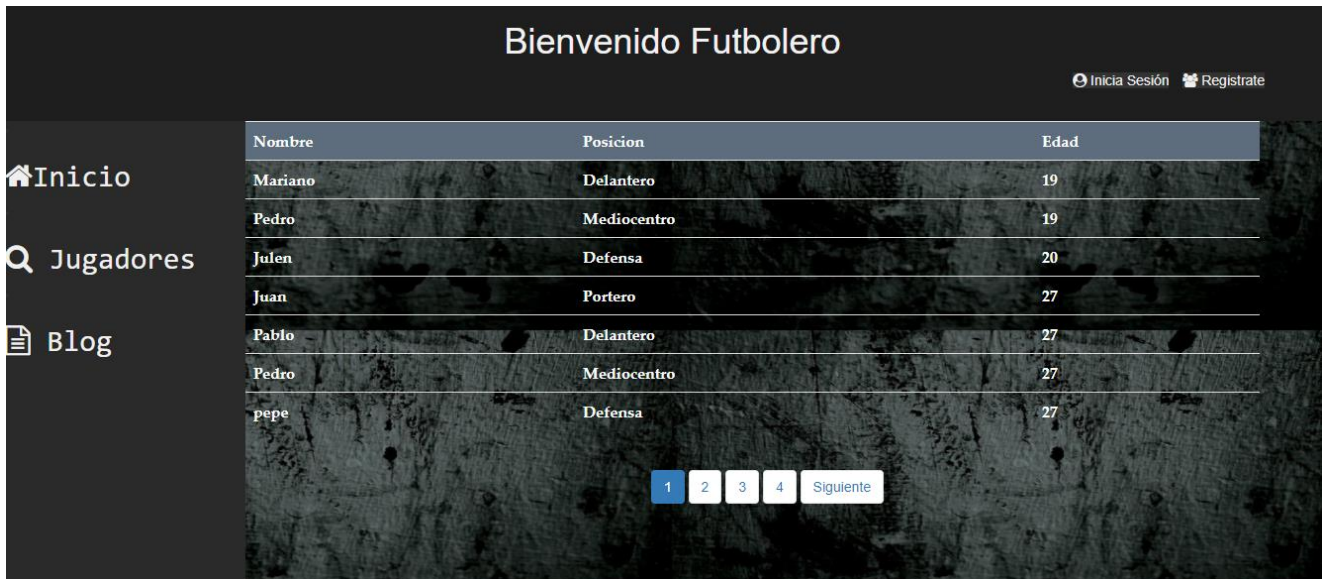 Bienvenido Futbolero
Inicia Sesión Registrate
Inicio
Jugadores
Blog
Nombre Posicion Edad
Mariano Delantero 19
Pedro Mediocentro 19
Julen Defensa 20
Juan Portero 27
Pablo Delantero 27
Pedro Mediocentro 27
pepe Defensa 27
1 2 3 4 Siguiente